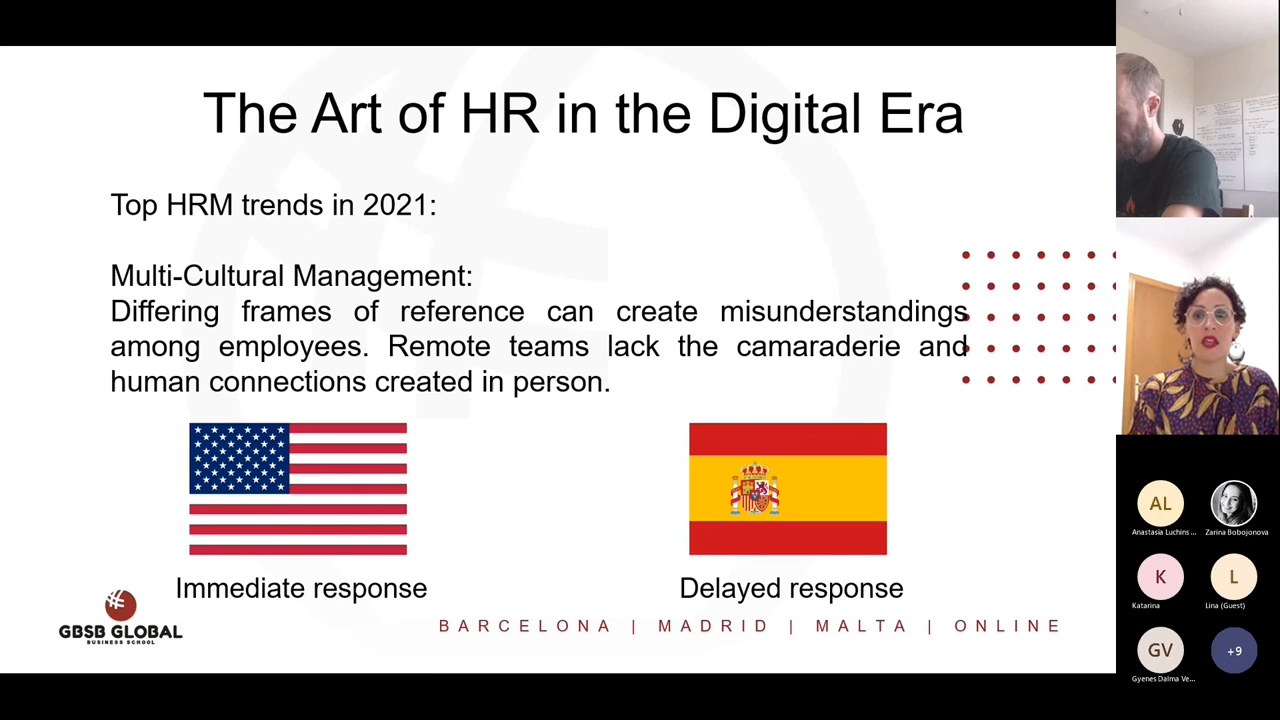 The Art of HR in the Digital Era
Top HRM trends in 2021:
Multi-Cultural Management:
Differing frames of reference can create misunderstandings
among employees. Remote teams lack the camaraderie and
human connections created in person.
Immediate response
Delayed response
GBSB GLOBAL
BUSINESS SCHOOL
BARCELONA | MADRID | MALTA | ONLINE
AL
Anastasia Luchins ...
Zarina Bobojonova
K
Katarina
L
Lina (Guest)
GV
Gyenes Dalma Ve...
+9